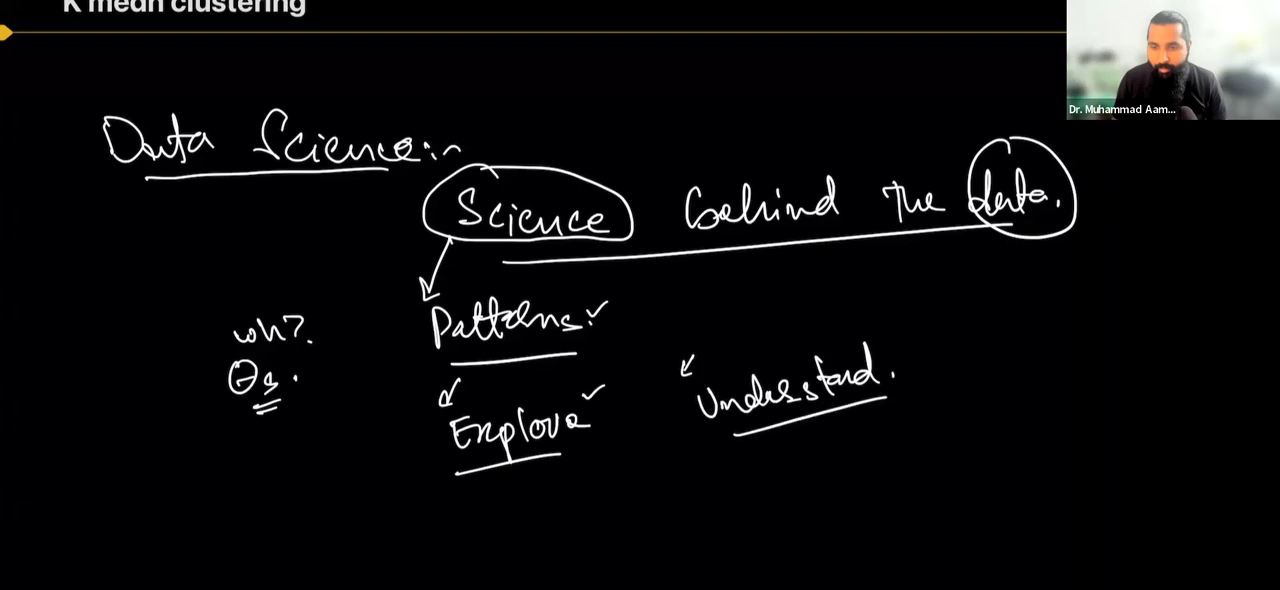 K mean clustering
Dr. Muhammad Aam...
Data Science:~
Science behind the data.
Patterns.
wh?
Qs.
Understand.
Explore